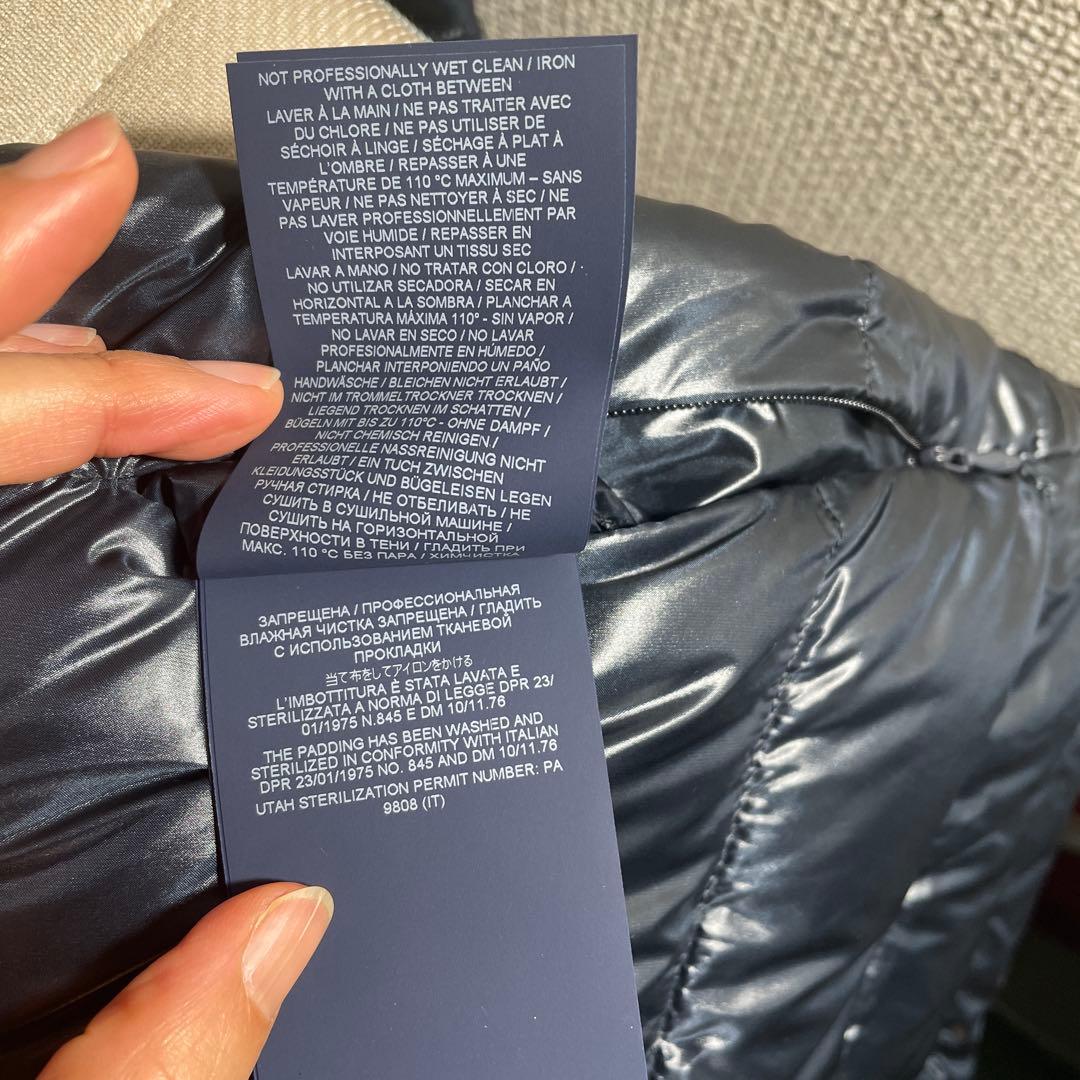 NOT PROFESSIONALLY WET CLEAN / IRON
WITH A CLOTH BETWEEN
LAVER À LA MAIN / NE PAS TRAITER AVEC
DU CHLORE / NE PAS UTILISER DE
SÉCHOIR À LINGE / SÉCHAGE À PLAT À
L'OMBRE / REPASSER À UNE
TEMPÉRATURE DE 110 °C MAXIMUM – SANS
VAPEUR / NE PAS NETTOYER À SEC / NE
PAS LAVER PROFESSIONNELLEMENT PAR
VOIE HUMIDE / REPASSER EN
INTERPOSANT UN TISSU SEC
LAVAR A MANO / NO TRATAR CON CLORO /
NO UTILIZAR SECADORA / SECAR EN
HORIZONTAL A LA SOMBRA / PLANCHAR A
TEMPERATURA MÁXIMA 110° - SIN VAPOR /
NO LAVAR EN SECO / NO LAVAR
PROFESIONALMENTE EN HÚMEDO /
PLANCHAR INTERPONIENDO UN PAÑO
HANDWÄSCHE / BLEICHEN NICHT ERLAUBT /
NICHT IM TROMMELTROCKNER TROCKNEN /
LIEGEND TROCKNEN IM SCHATTEN /
BÜGELN MIT BIS ZU 110°C - OHNE DAMPF /
NICHT CHEMISCH REINIGEN /
PROFESSIONELLE NASSREINIGUNG NICHT
ERLAUBT / EIN TUCH ZWISCHEN
KLEIDUNGSSTÜCK UND BÜGELEISEN LEGEN
РУЧНАЯ СТИРКА / НЕ ОТБЕЛИВАТЬ / НЕ
СУШИТЬ В СУШИЛЬНОЙ МАШИНЕ /
СУШИТЬ НА ГОРИЗОНТАЛЬНОЙ
ПОВЕРХНОСТИ В ТЕНИ / ГЛАДИТЬ ПРИ
МАКС. 110 °C БЕЗ ПАРА / ХИМЧИСТКА
ЗАПРЕЩЕНА / ПРОФЕССИОНАЛЬНАЯ
ВЛАЖНАЯ ЧИСТКА ЗАПРЕЩЕНА / ГЛАДИТЬ
С ИСПОЛЬЗОВАНИЕМ ТКАНЕВОЙ
ПРОКЛАДКИ
当て布をしてアイロンをかける
L'IMBOTTITURA È STATA LAVATA E
STERILIZZATA A NORMA DI LEGGE DPR 23/
01/1975 N.845 E DM 10/11.76
THE PADDING HAS BEEN WASHED AND
STERILIZED IN CONFORMITY WITH ITALIAN
DPR 23/01/1975 NO. 845 AND DM 10/11.76
UTAH STERILIZATION PERMIT NUMBER: PA
9808 (IT)